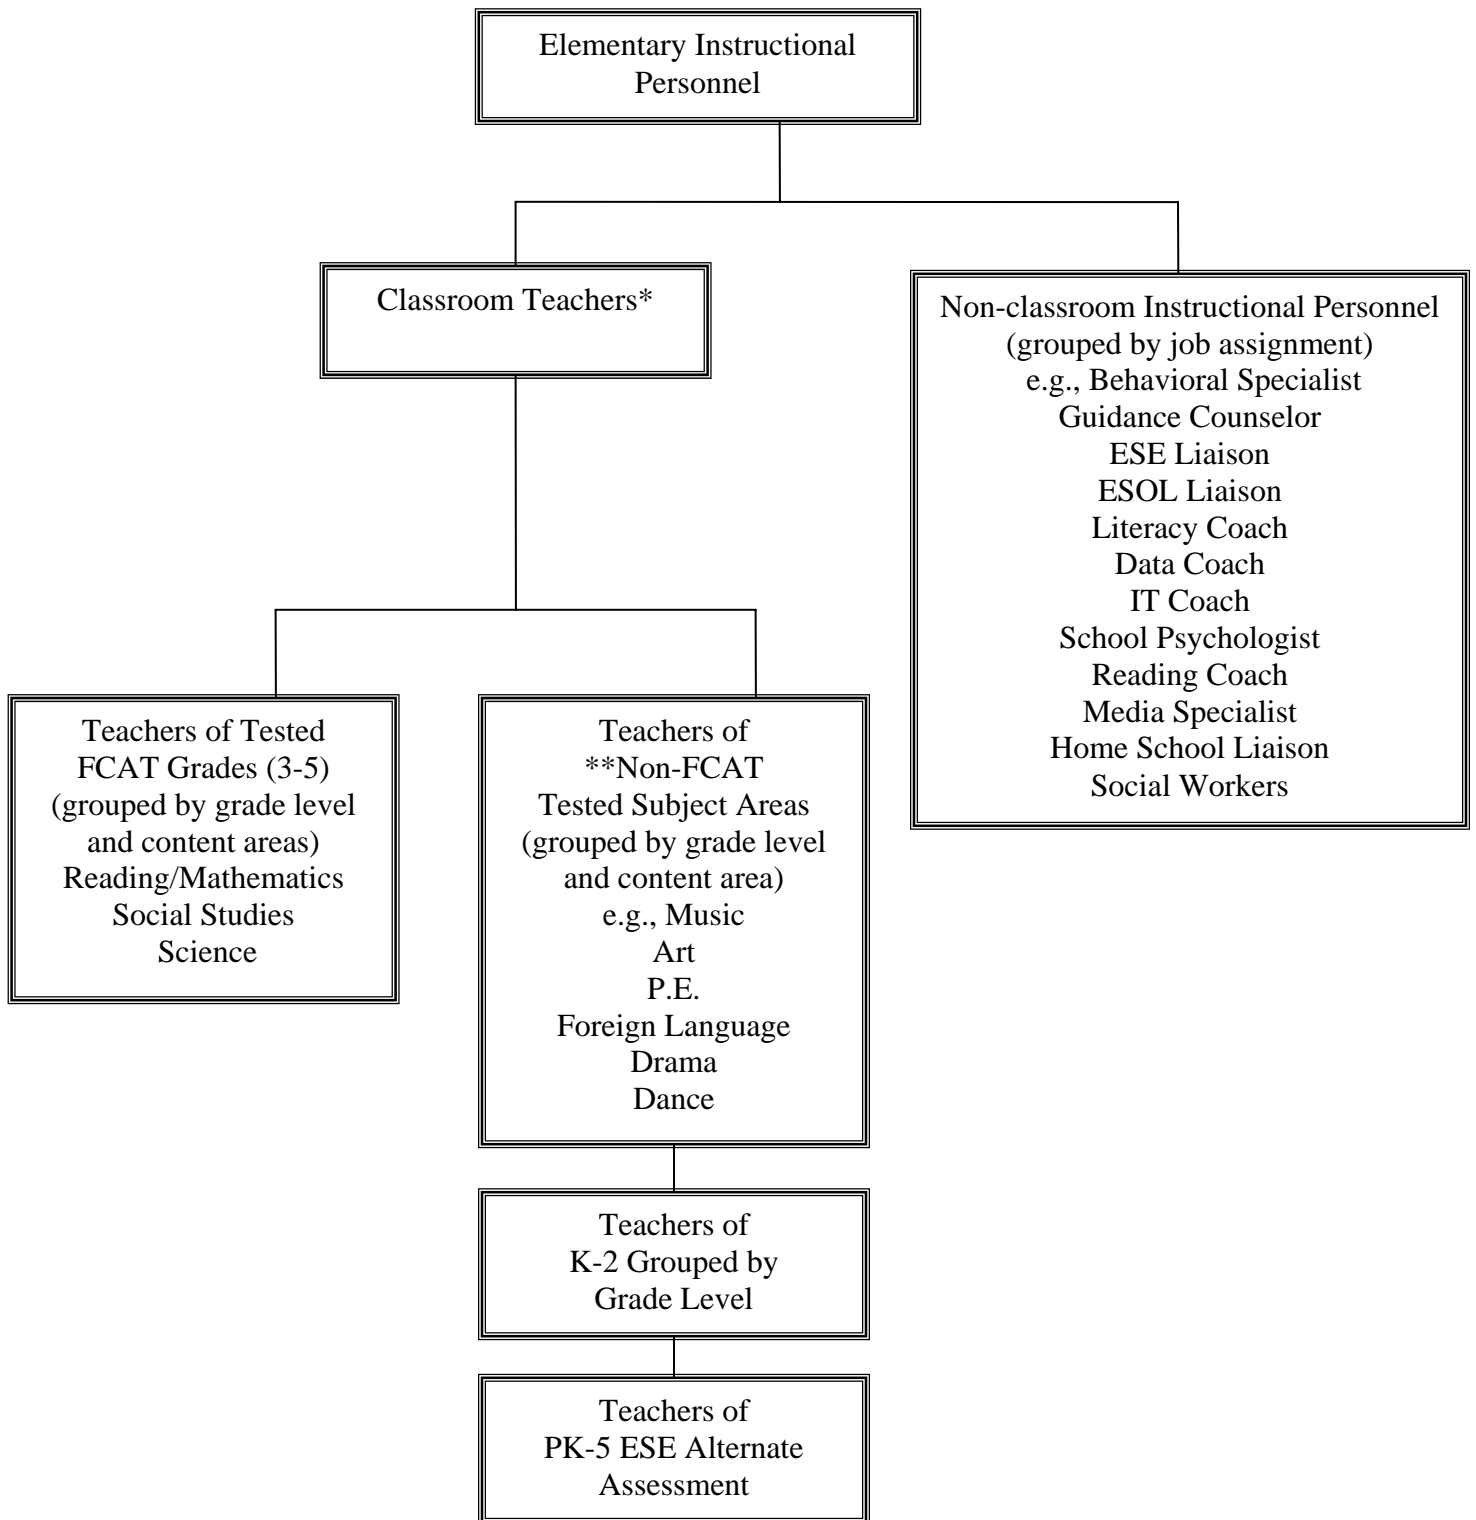 Elementary Instructional
Personnel
Classroom Teachers*
Non-classroom Instructional Personnel
(grouped by job assignment)
e.g., Behavioral Specialist
Guidance Counselor
ESE Liaison
ESOL Liaison
Literacy Coach
Data Coach
IT Coach
School Psychologist
Reading Coach
Media Specialist
Home School Liaison
Social Workers
Teachers of Tested
FCAT Grades (3-5)
(grouped by grade level
and content areas)
Reading/Mathematics
Social Studies
Science
Teachers of
**Non-FCAT
Tested Subject Areas
(grouped by grade level
and content area)
e.g., Music
Art
P.E.
Foreign Language
Drama
Dance
Teachers of
K-2 Grouped by
Grade Level
Teachers of
PK-5 ESE Alternate
Assessment